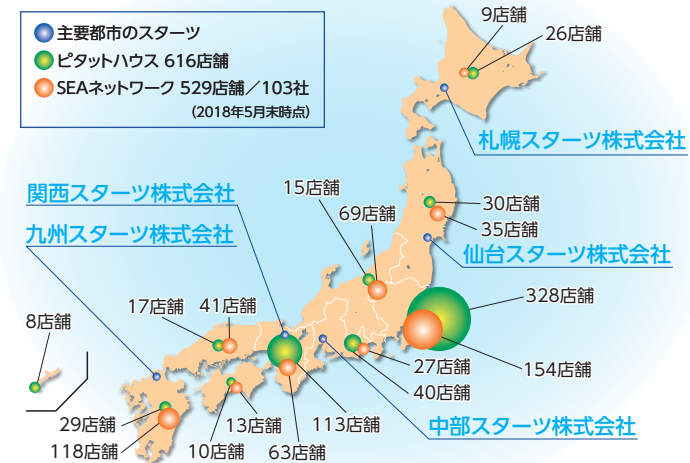 主要都市のスターツ
ピタットハウス 616店舗
SEAネットワーク 529店舗／103社
(2018年5月末時点)
9店舗
26店舗
札幌スターツ株式会社
関西スターツ株式会社
15店舗
30店舗
69店舗
35店舗
九州スターツ株式会社
仙台スターツ株式会社
328店舗
17店舗
41店舗
8店舗
27店舗
154店舗
40店舗
29店舗
13店舗
113店舗
中部スターツ株式会社
118店舗
10店舗
63店舗